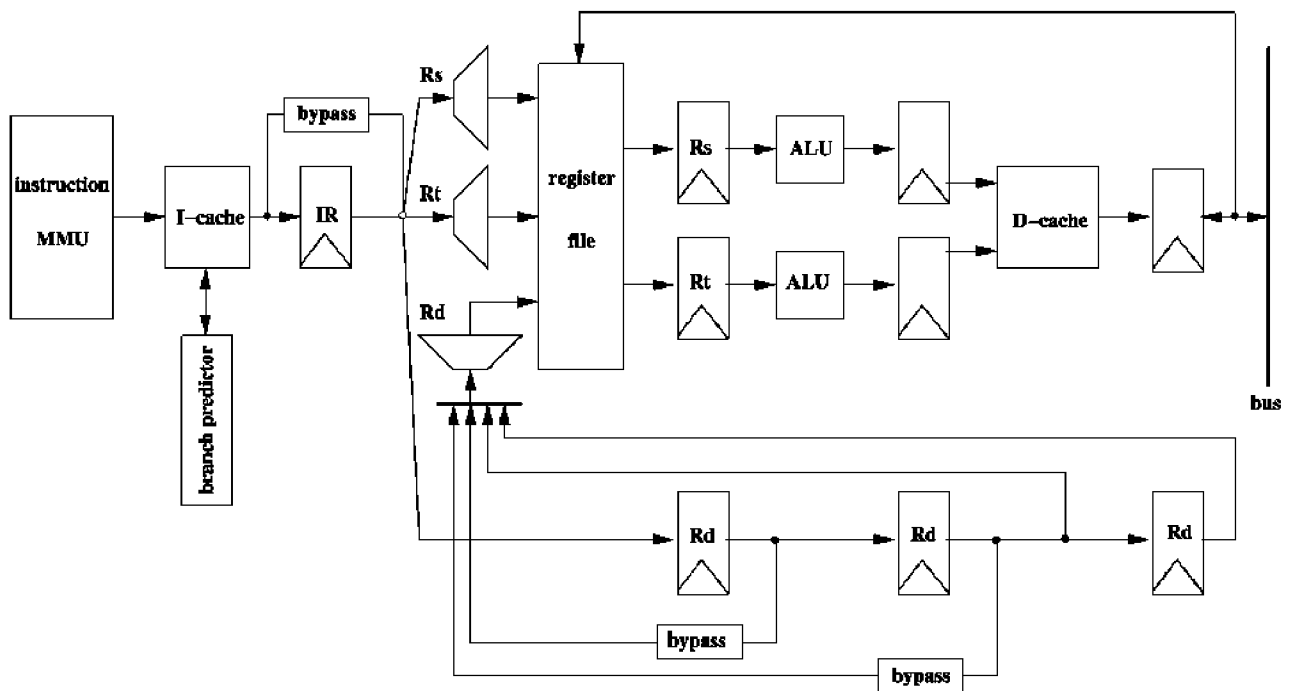 Rs
bypass
instruction
MMU
I-cache
IR
Rt
register
file
Rs
ALU
D-cache
Rt
ALU
Rd
bus
branch predictor
Rd
Rd
Rd
bypass
bypass